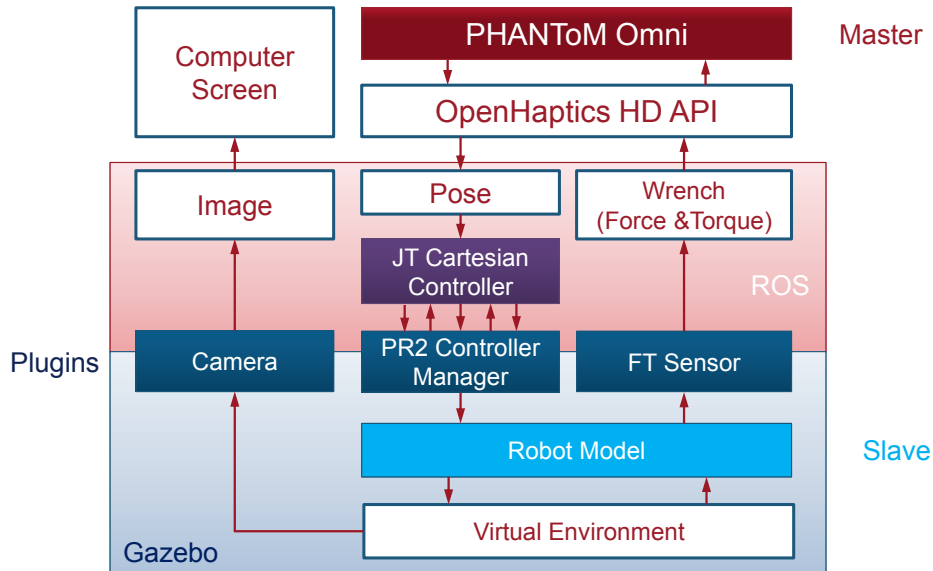 PHANToM Omni
Master
Computer
Screen
OpenHaptics HD API
Image
Pose
Wrench
(Force &Torque)
JT Cartesian
Controller
ROS
Plugins
Camera
PR2 Controller
Manager
FT Sensor
Robot Model
Slave
Virtual Environment
Gazebo